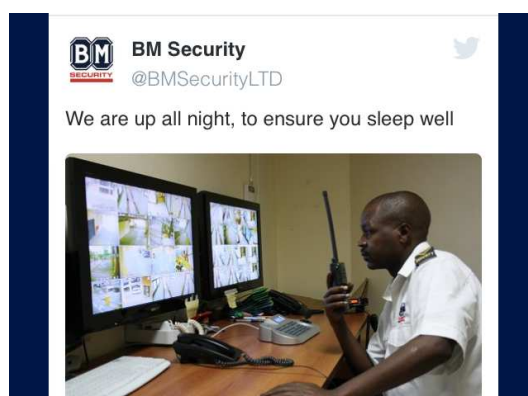 BM
SECURITY
BM Security
@BMSecurityLTD
We are up all night, to ensure you sleep well